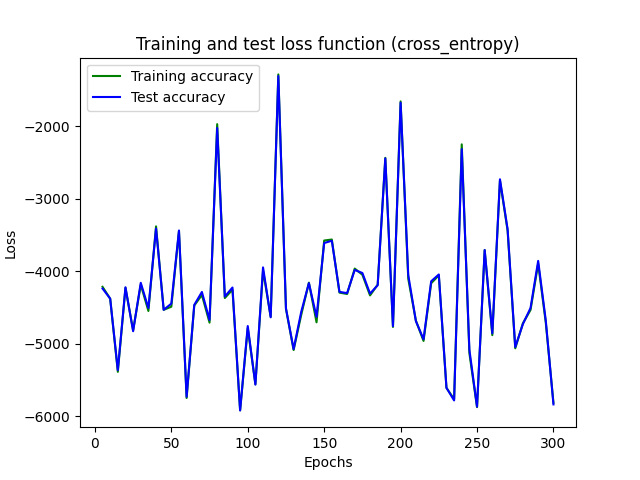 Training and test loss function (cross_entropy)
Training accuracy
Test accuracy
−2000
−3000
−4000
−5000
−6000
Loss
0 50 100 150 200 250 300
Epochs